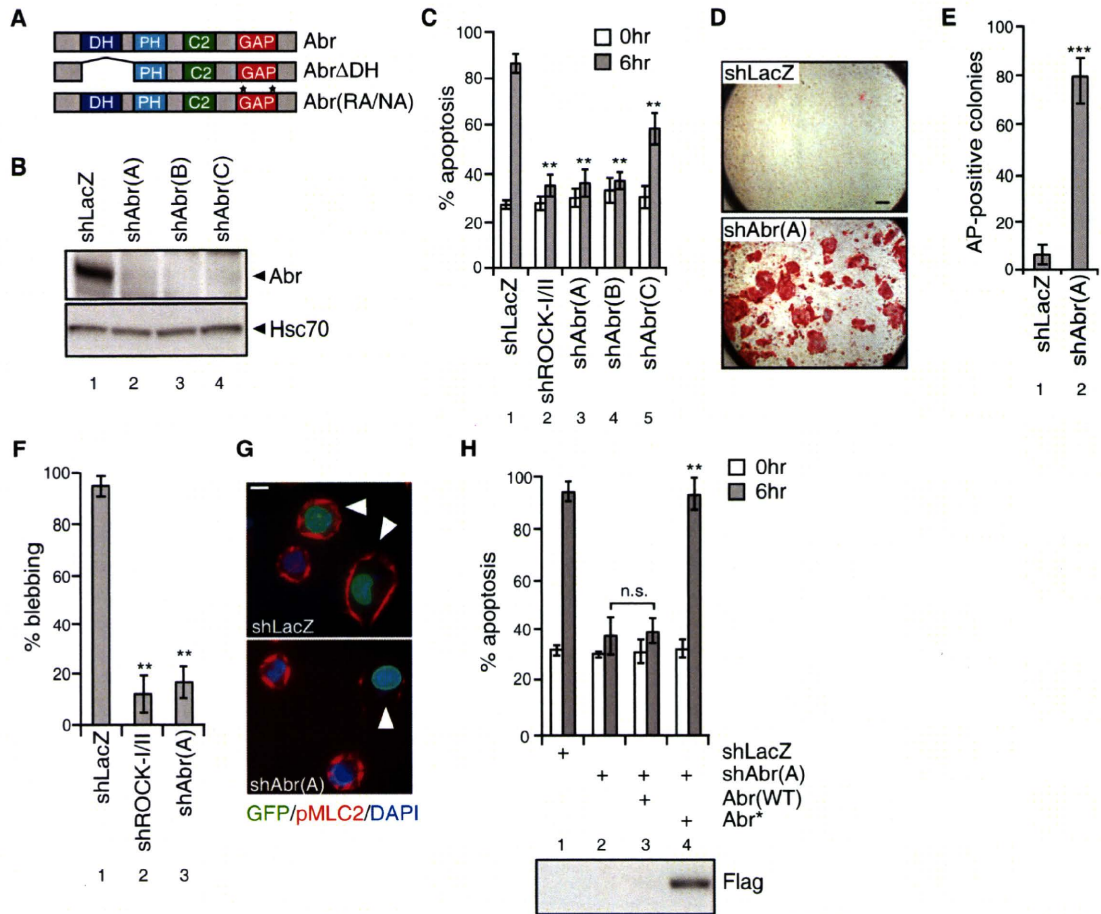 A
DH PH C2 GAP Abr
PH C2 GAP AbrΔDH
DH PH C2 GAP Abr(RA/NA)
B
shLacZ shAbr(A) shAbr(B) shAbr(C)
Abr
Hsc70
1 2 3 4
C
0hr
6hr
% apoptosis
100
80
60
40
20
0
** ** ** **
shLacZ shROCK-I/II shAbr(A) shAbr(B) shAbr(C)
1 2 3 4 5
D
shLacZ
shAbr(A)
E
AP-positive colonies
100
80
60
40
20
0
***
shLacZ shAbr(A)
1 2
F
% blebbing
100
80
60
40
20
0
** **
shLacZ shROCK-I/II shAbr(A)
1 2 3
G
shLacZ
shAbr(A)
GFP/pMLC2/DAPI
H
0hr
6hr
% apoptosis
100
80
60
40
20
0
n.s.
**
+ shLacZ
+ + + shAbr(A)
+ Abr(WT)
+ Abr*
1 2 3 4
Flag